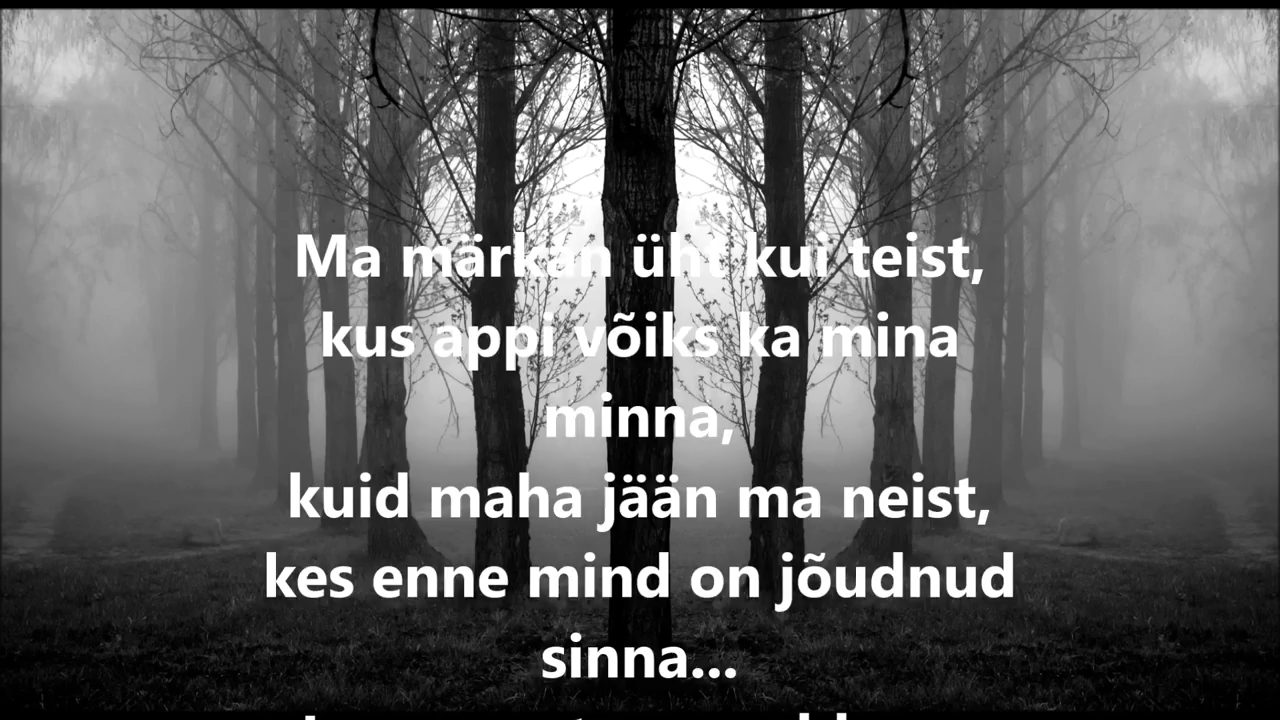 Ma märkan üht kui teist,
kus appi võiks ka mina
minna,
kuid maha jään ma neist,
kes enne mind on jõudnud
sinna...